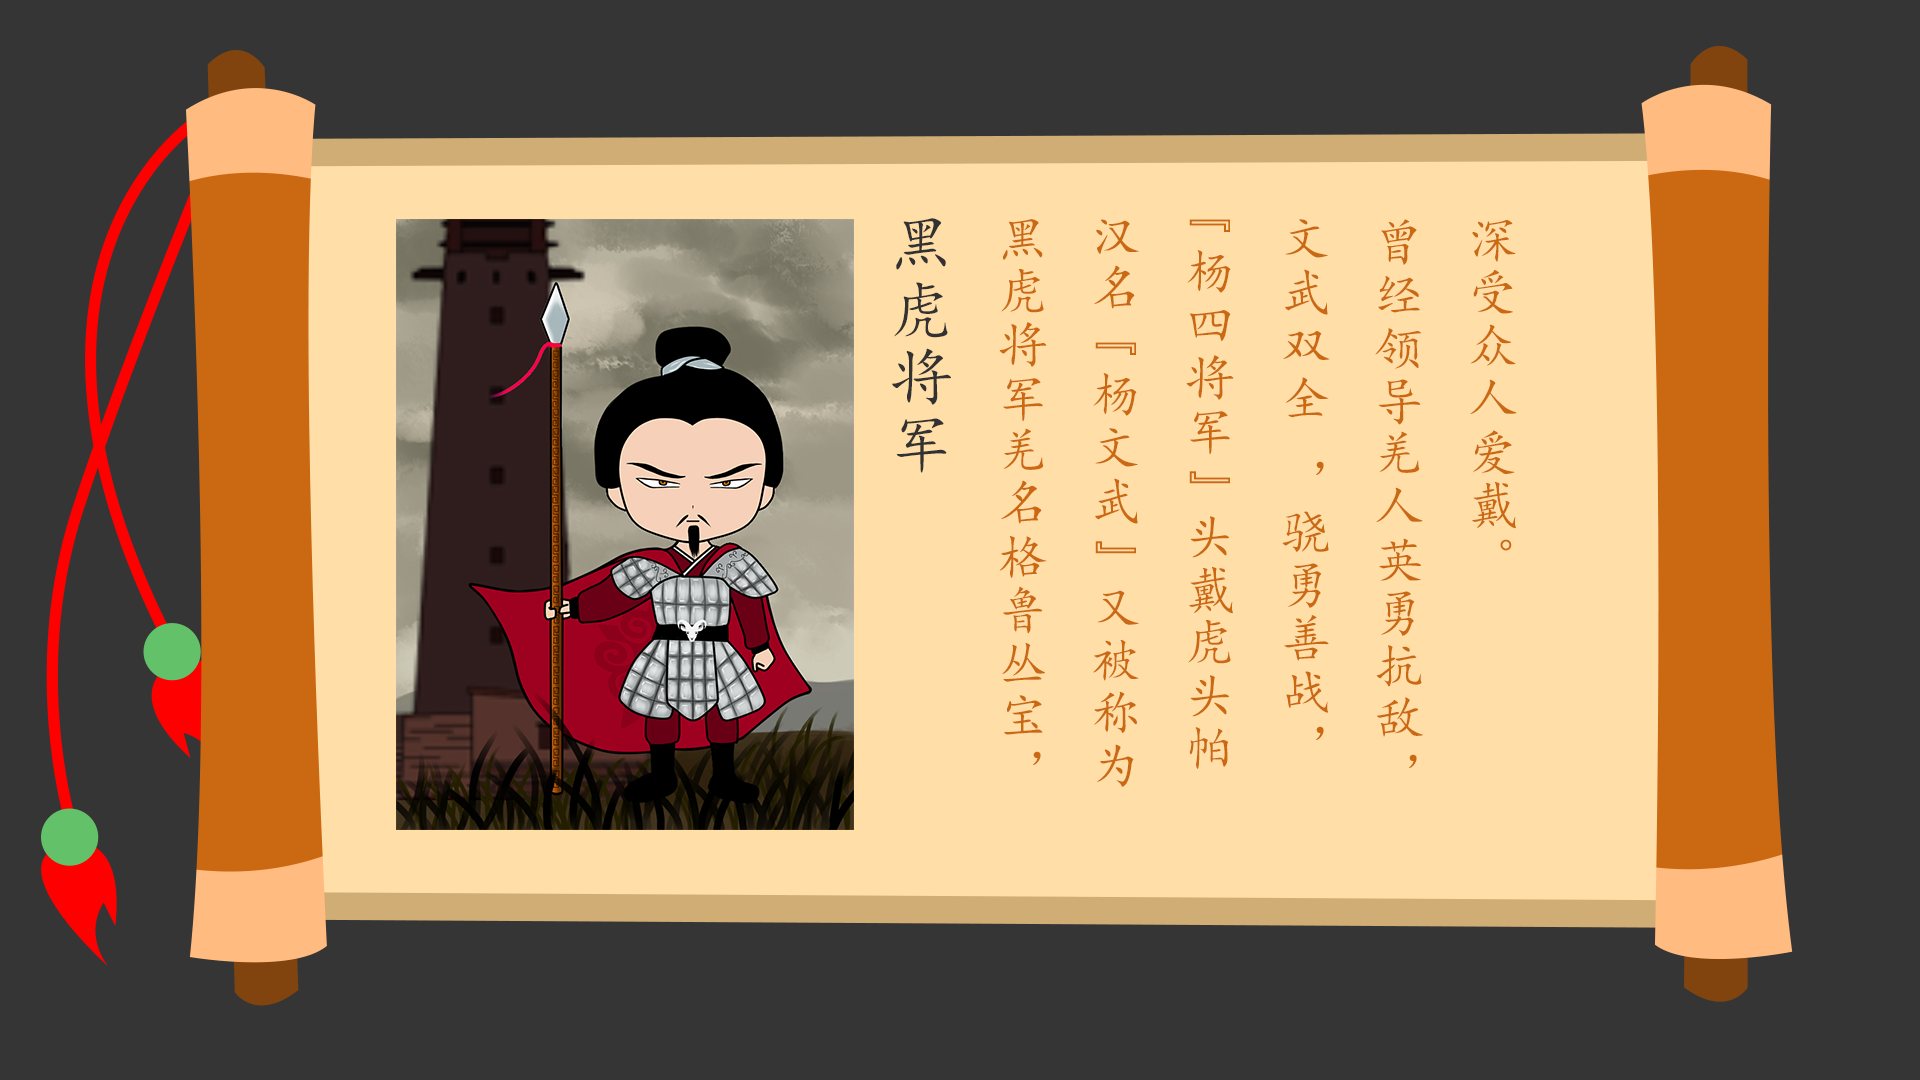 黑虎将军
黑虎将军羌名格鲁丛宝，
汉名『杨文武』又被称为
『杨四将军』头戴虎头帕
文武双全，骁勇善战，
曾经领导羌人英勇抗敌，
深受众人爱戴。